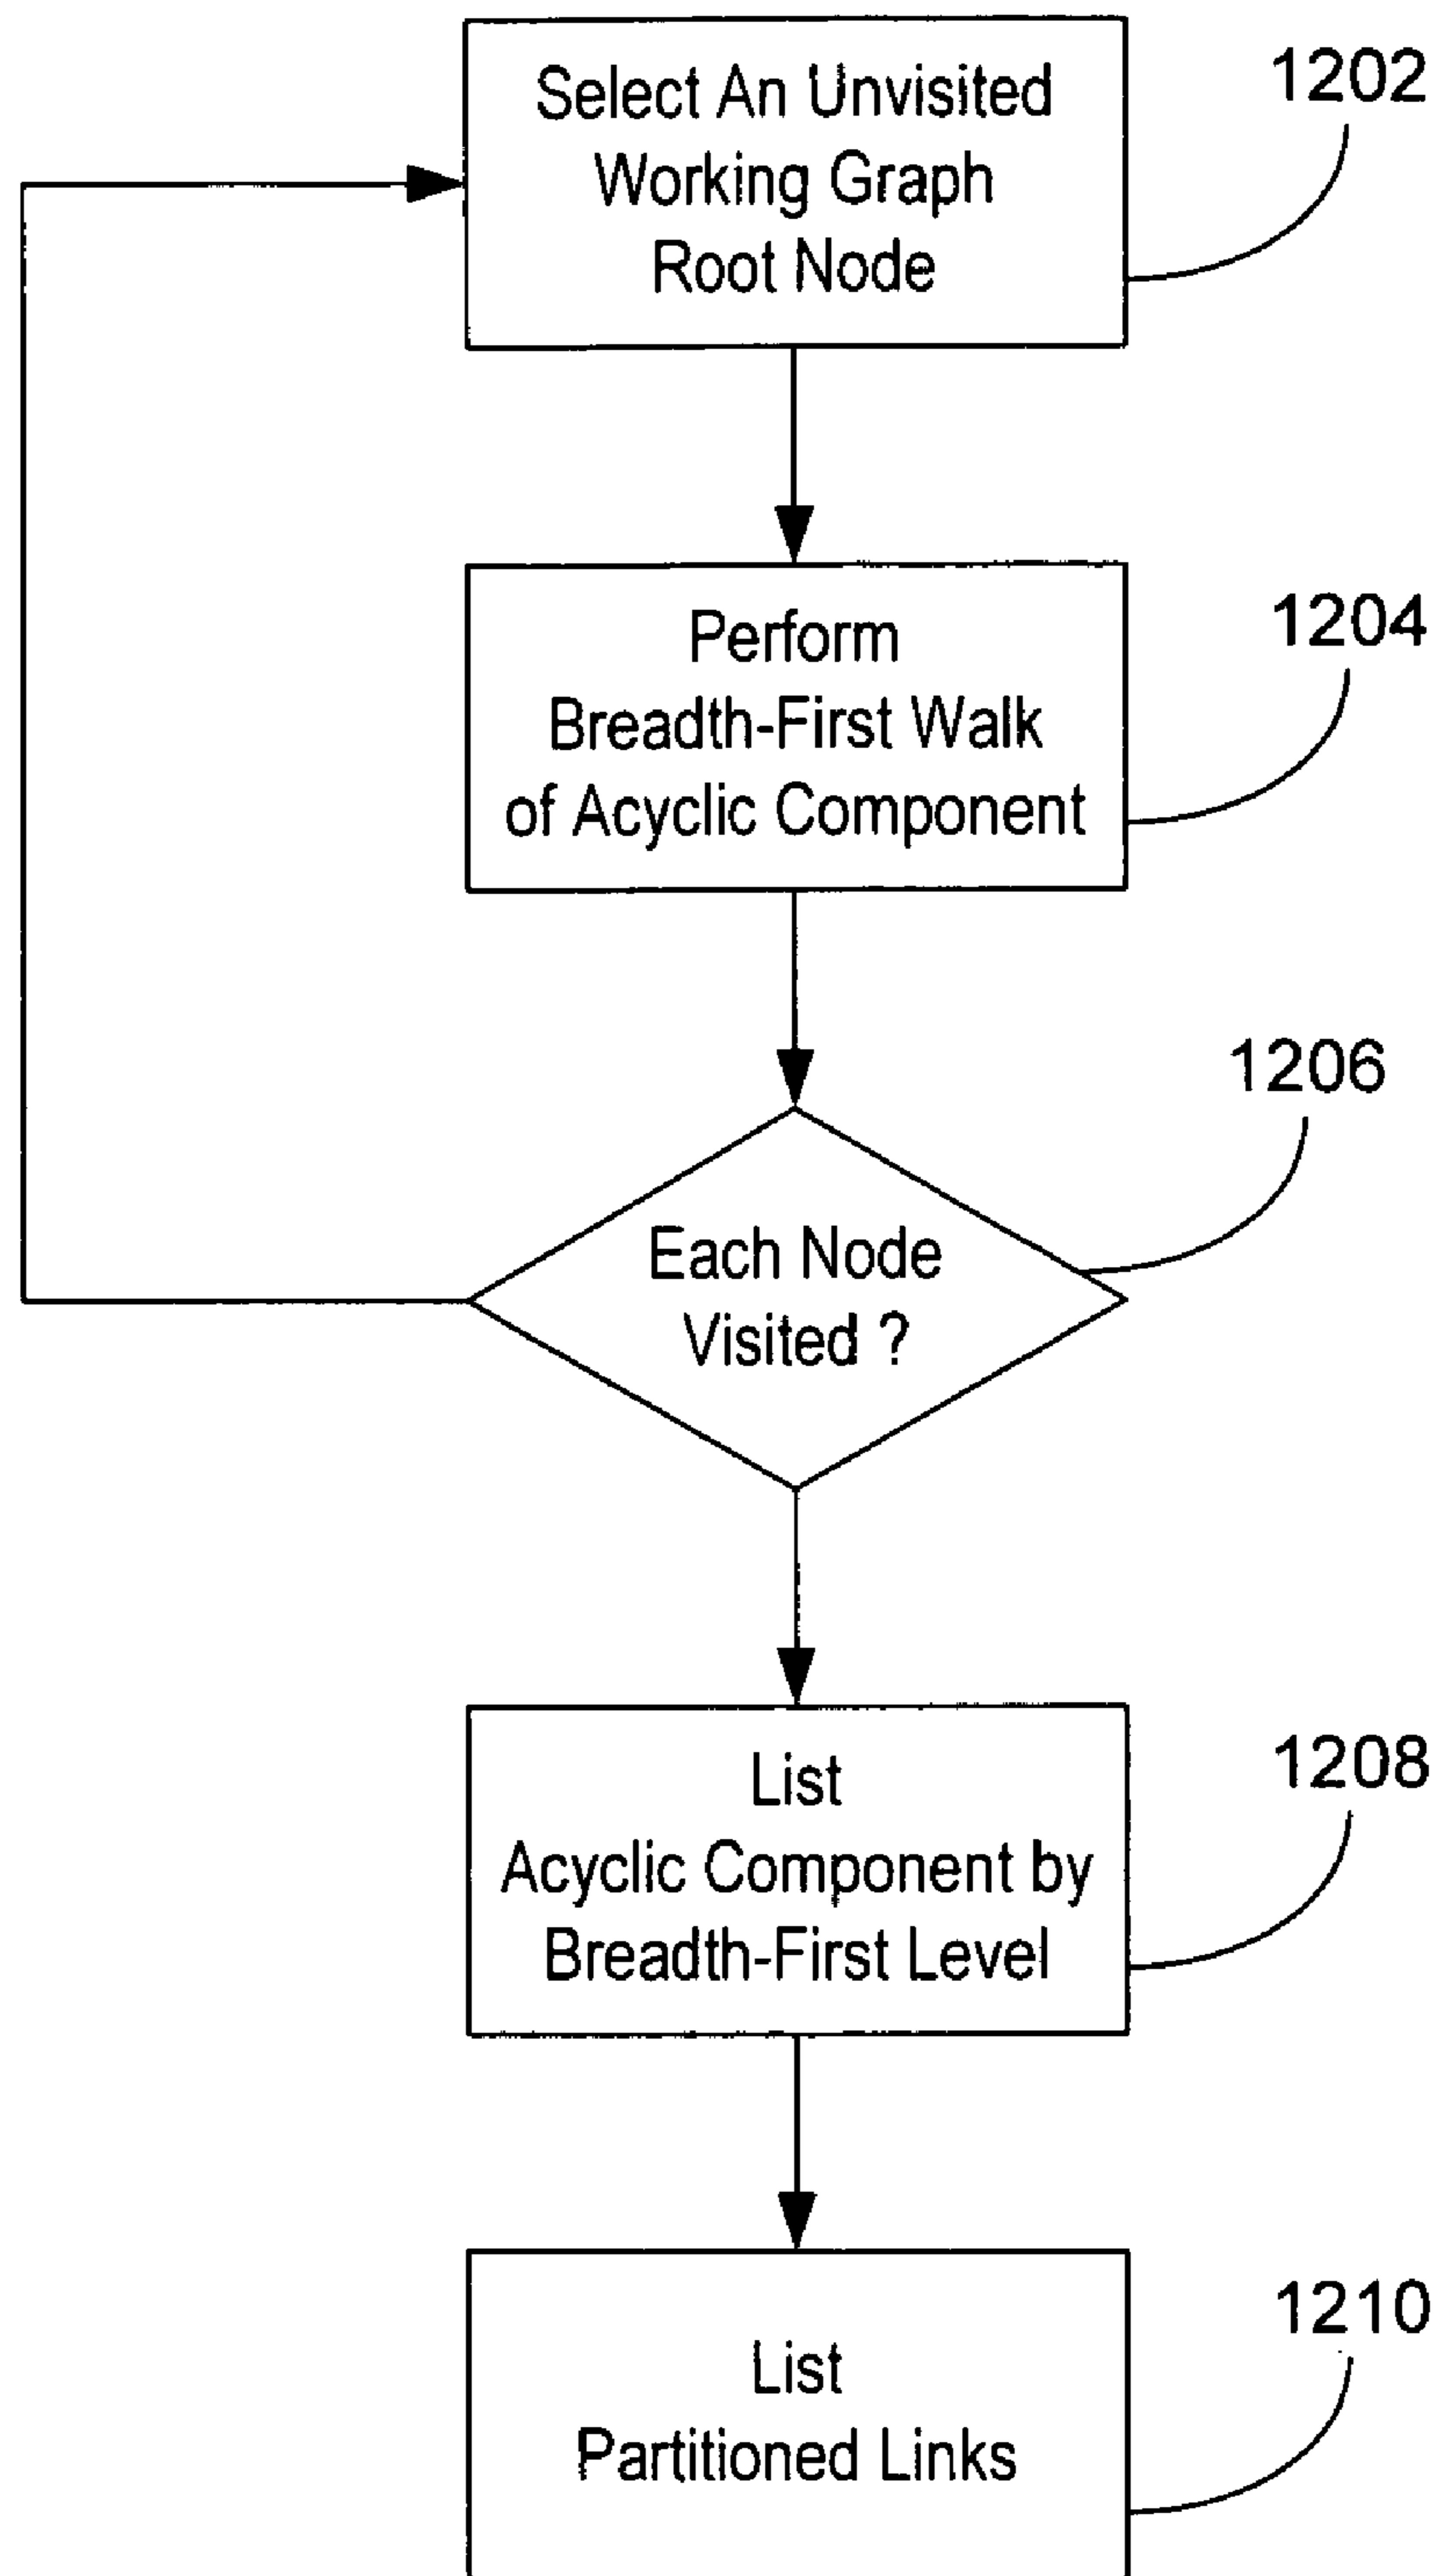 Select An Unvisited
Working Graph
Root Node
1202
Perform
Breadth-First Walk
of Acyclic Component
1204
Each Node
Visited ?
1206
List
Acyclic Component by
Breadth-First Level
1208
List
Partitioned Links
1210